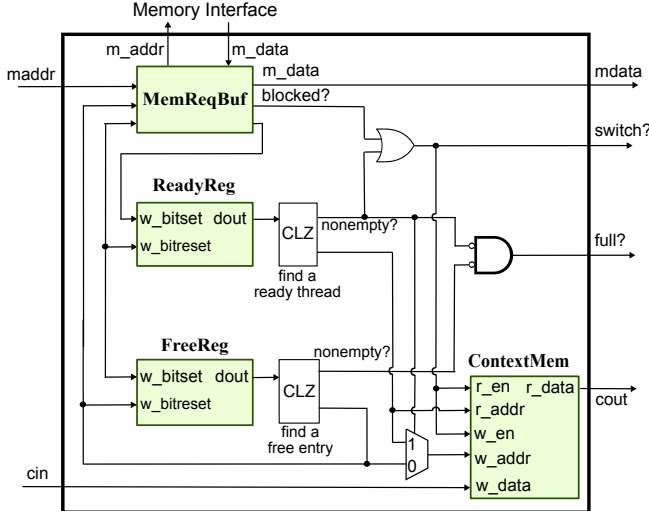 Memory Interface
m_addr
m_data
maddr
m_data
mdata
MemReqBuf
blocked?
switch?
ReadyReg
w_bitset dout
CLZ
nonempty?
w_bitreset
full?
find a
ready thread
FreeReg
nonempty?
ContextMem
w_bitset dout
CLZ
r_en r_data
w_bitreset
cout
r_addr
find a
free entry
1
w_en
0
w_addr
cin
w_data